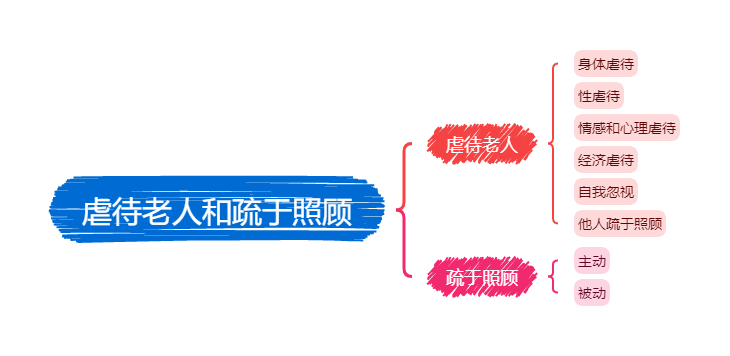 虐待老人和疏于照顾
虐待老人
身体虐待
性虐待
情感和心理虐待
经济虐待
自我忽视
他人疏于照顾
疏于照顾
主动
被动